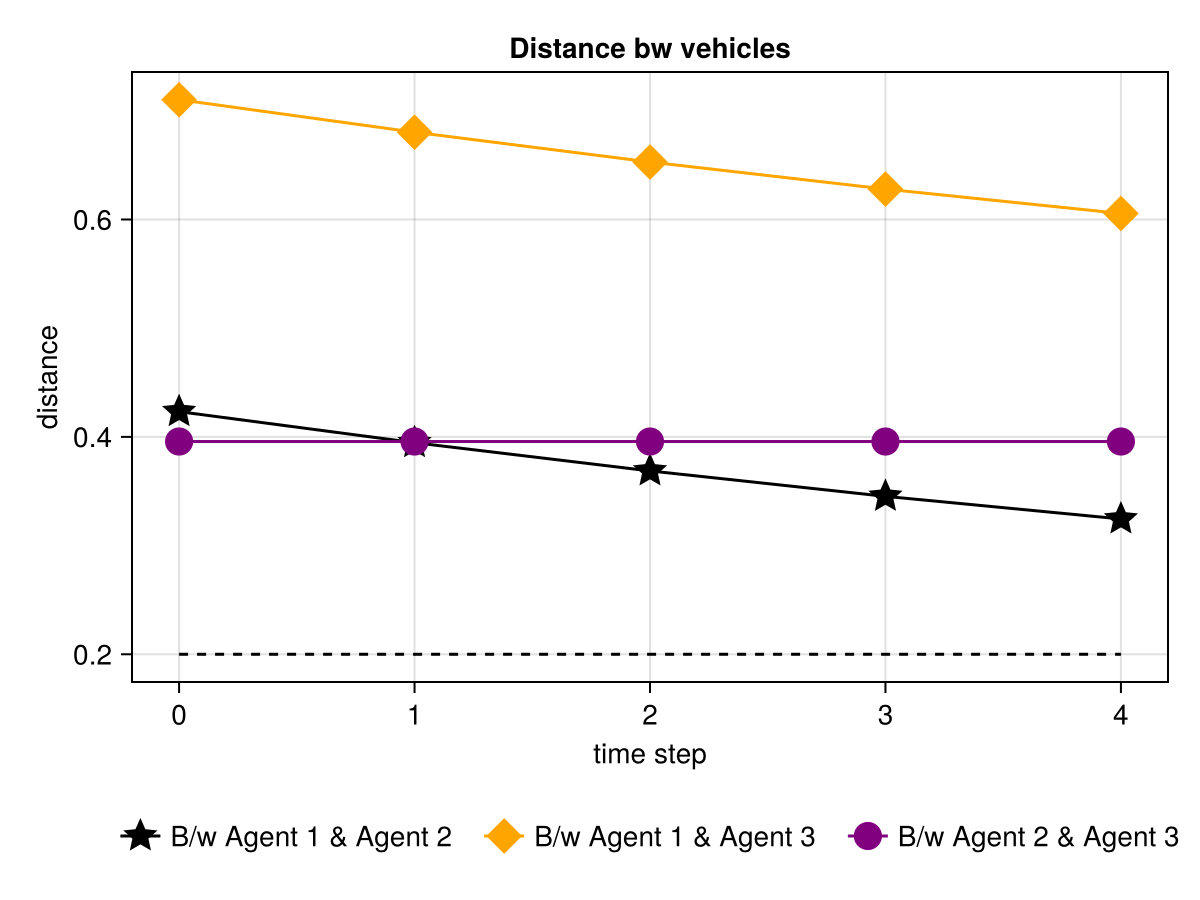 Distance bw vehicles
0.6
0.4
0.2
distance
0 1 2 3 4
time step
B/w Agent 1 & Agent 2 B/w Agent 1 & Agent 3 B/w Agent 2 & Agent 3